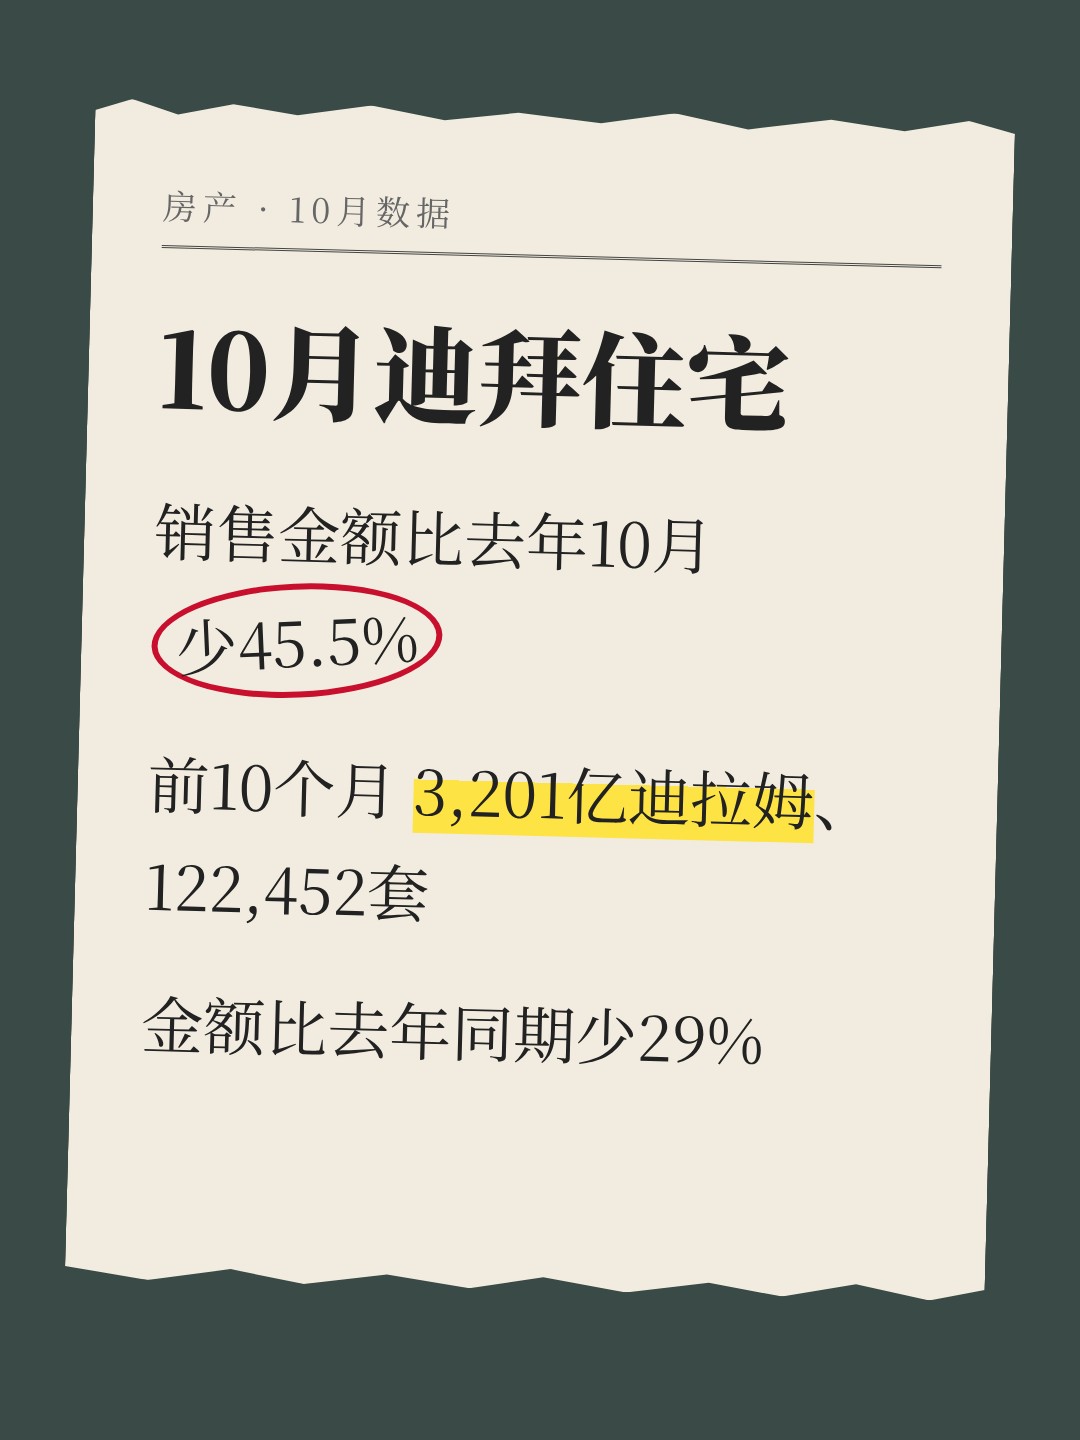 房产 · 10月数据
10月迪拜住宅
销售金额比去年10月
少45.5%
前10个月 3,201亿迪拉姆、
122,452套
金额比去年同期少29%